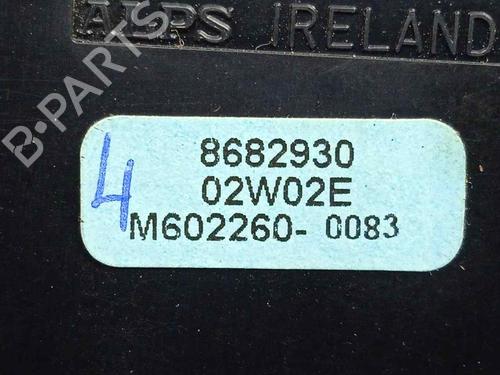 ALPS IRELAND
8682930
4
02W02E
M602260- 0083
B-PARTS